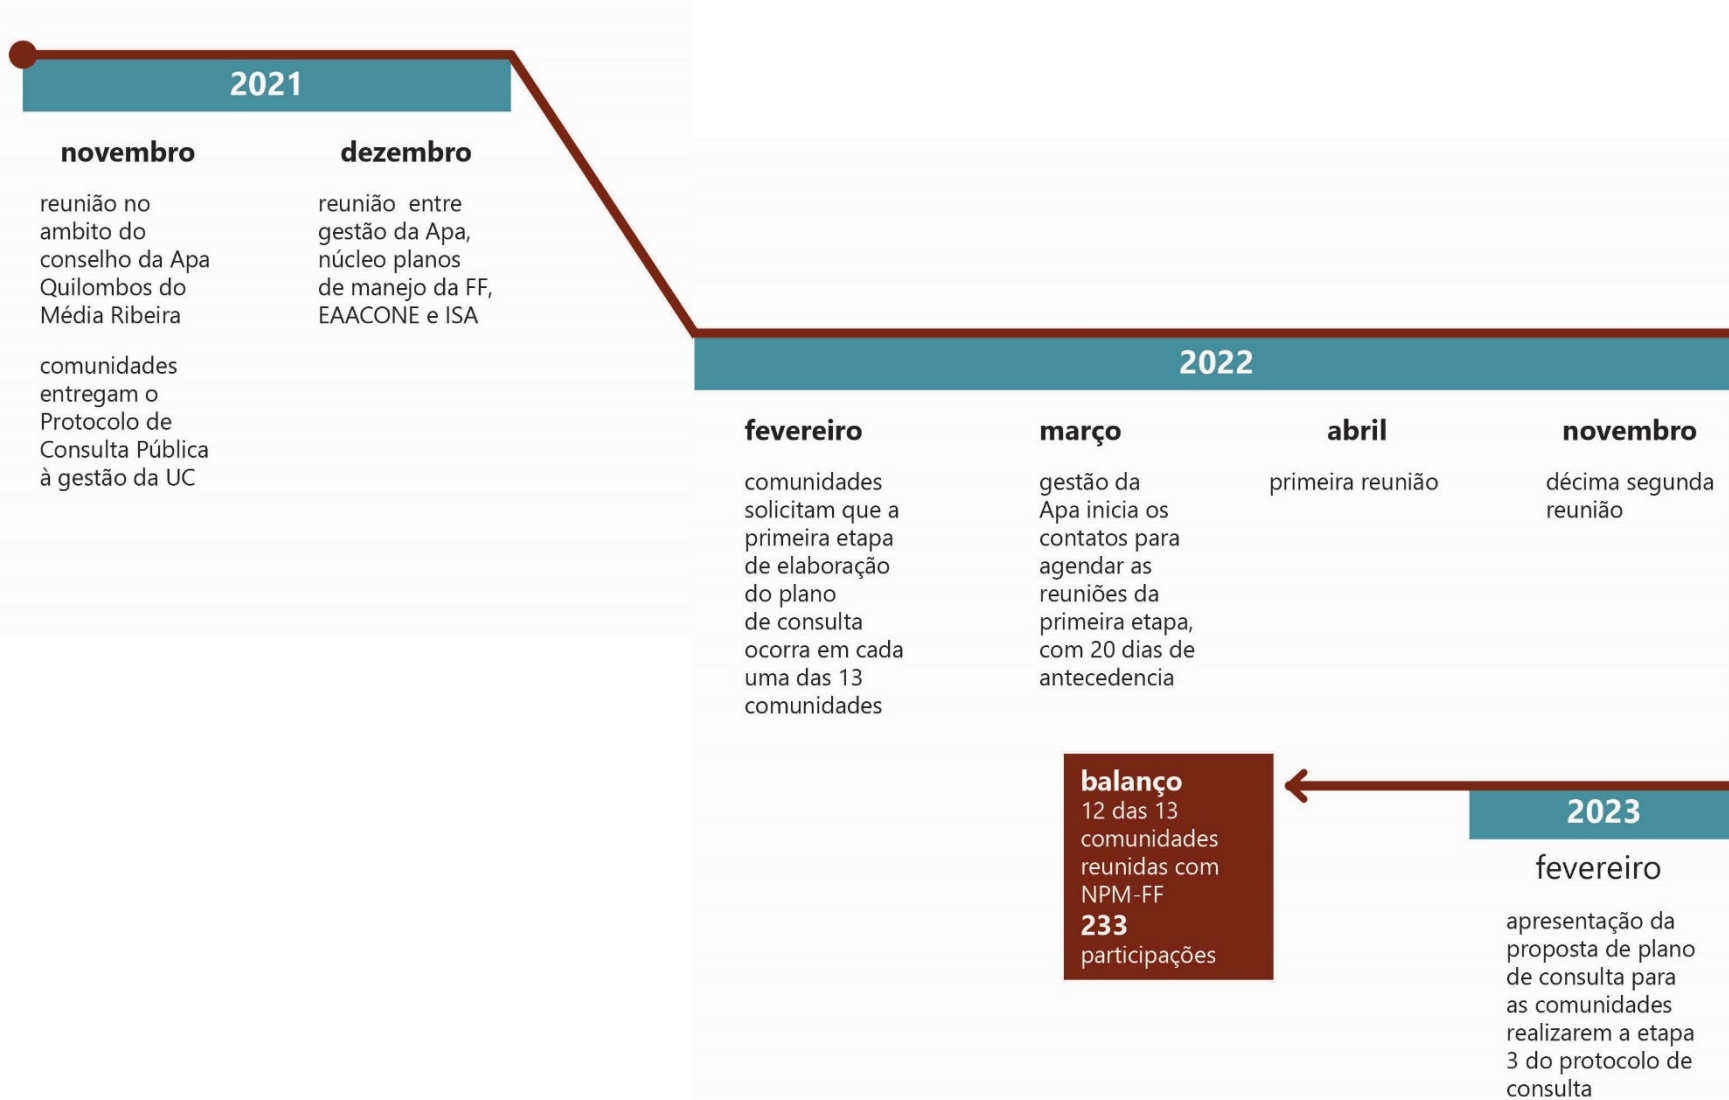 2021
novembro
reunião no
ambito do
conselho da Apa
Quilombos do
Média Ribeira
comunidades
entregam o
Protocolo de
Consulta Pública
à gestão da UC
dezembro
reunião entre
gestão da Apa,
núcleo planos
de manejo da FF,
EAACONE e ISA
2022
fevereiro
comunidades
solicitam que a
primeira etapa
de elaboração
do plano
de consulta
ocorra em cada
uma das 13
comunidades
março
gestão da
Apa inicia os
contatos para
agendar as
reuniões da
primeira etapa,
com 20 dias de
antecedencia
abril
primeira reunião
novembro
décima segunda
reunião
2023
fevereiro
apresentação da
proposta de plano
de consulta para
as comunidades
realizarem a etapa
3 do protocolo de
consulta
balanço
12 das 13
comunidades
reunidas com
NPM-FF
233
participações